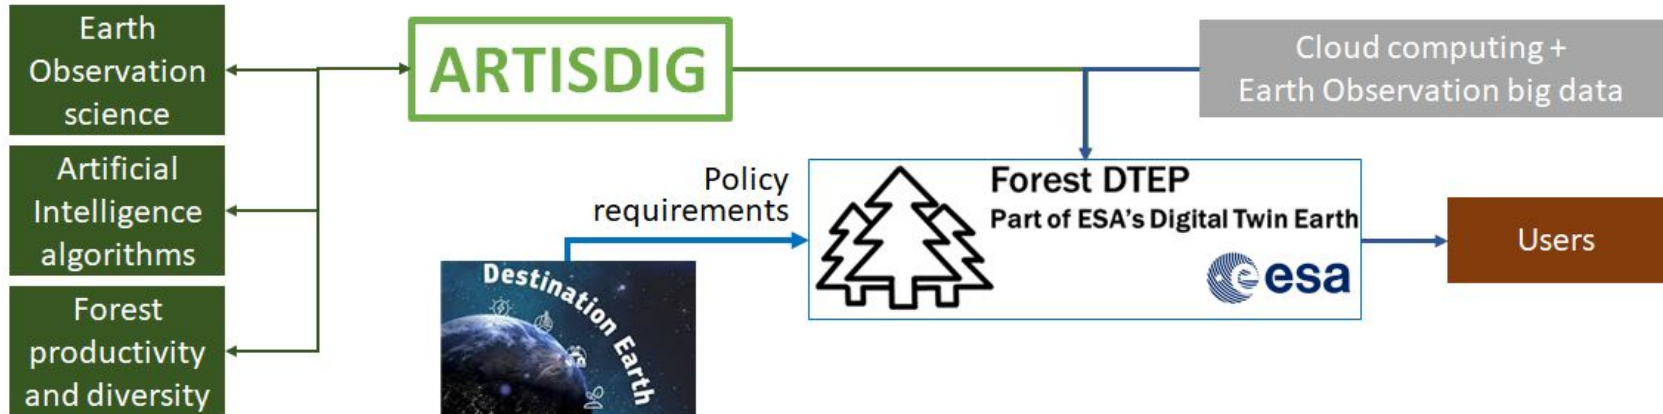 Earth
Observation
science
Artificial
Intelligence
algorithms
Forest
productivity
and diversity
ARTISDIG
Cloud computing +
Earth Observation big data
Policy
requirements
Destination Earth
Forest DTEP
Part of ESA's Digital Twin Earth
esa
Users